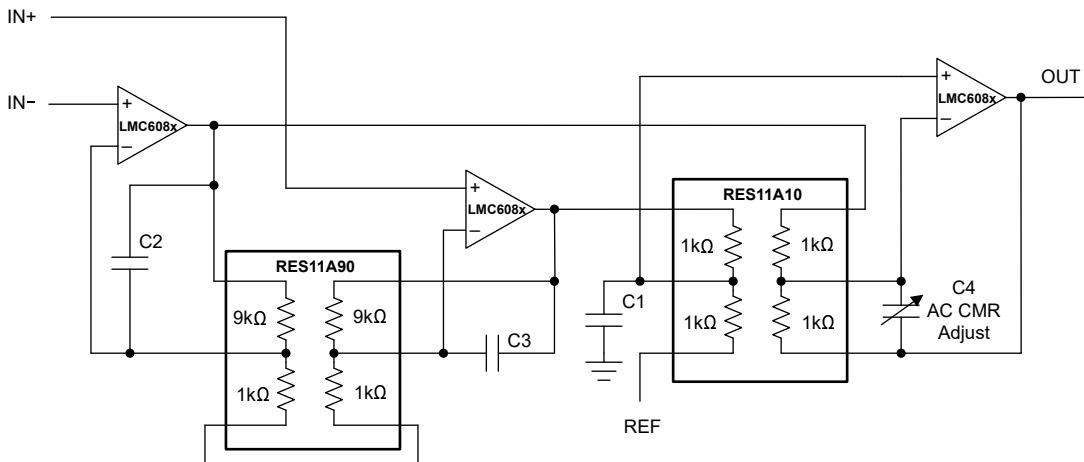 IN+
IN−
+
LMC608x
−
OUT
+
LMC608x
−
+
LMC608x
−
RES11A10
1kΩ
1kΩ
C2
RES11A90
C1
C4
AC CMR
Adjust
9kΩ
9kΩ
1kΩ
1kΩ
C3
1kΩ
1kΩ
REF